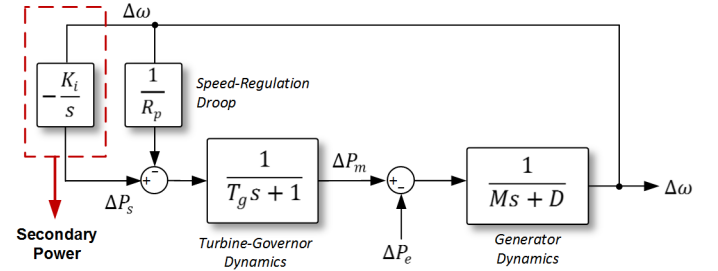 Δω
−K_i/s
1/R_p
Speed-Regulation
Droop
−
+
ΔP_s
1/(T_g s + 1)
ΔP_m
+
−
1/(Ms + D)
Δω
ΔP_e
Secondary
Power
Turbine-Governor
Dynamics
Generator
Dynamics